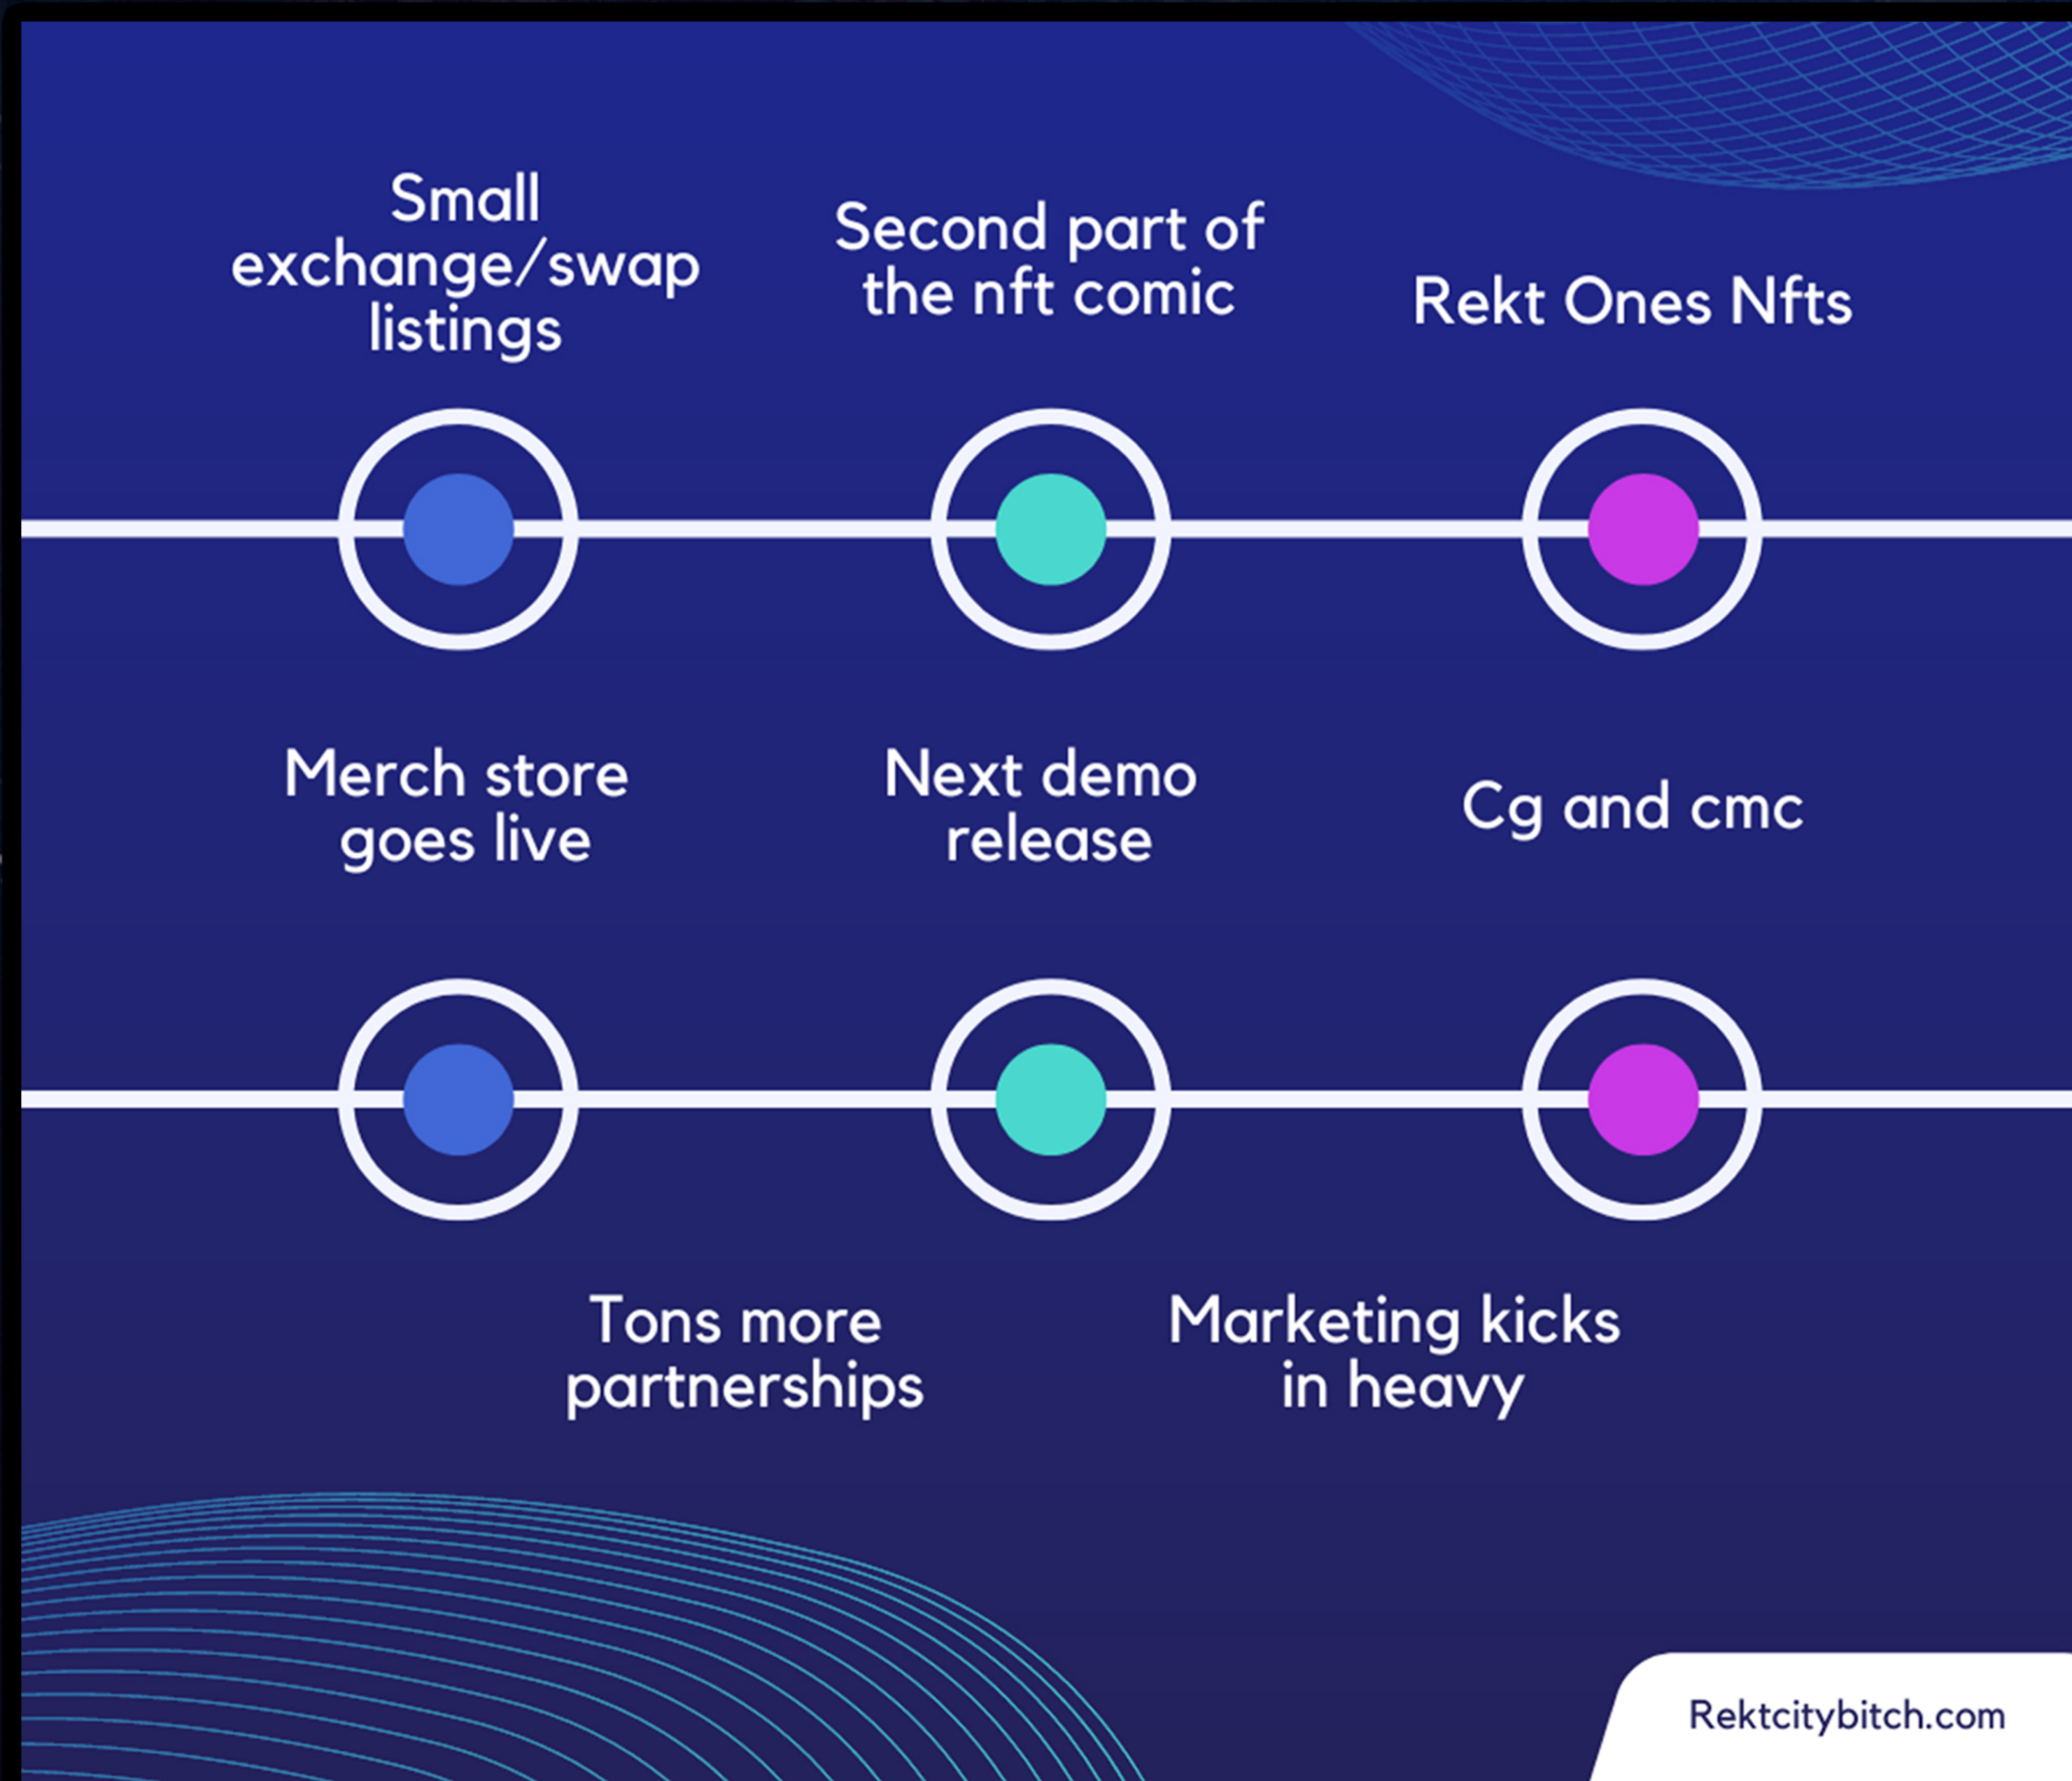 Small
exchange/swap
listings
Second part of
the nft comic
Rekt Ones Nfts
Merch store
goes live
Next demo
release
Cg and cmc
Tons more
partnerships
Marketing kicks
in heavy
Rektcitybitch.com